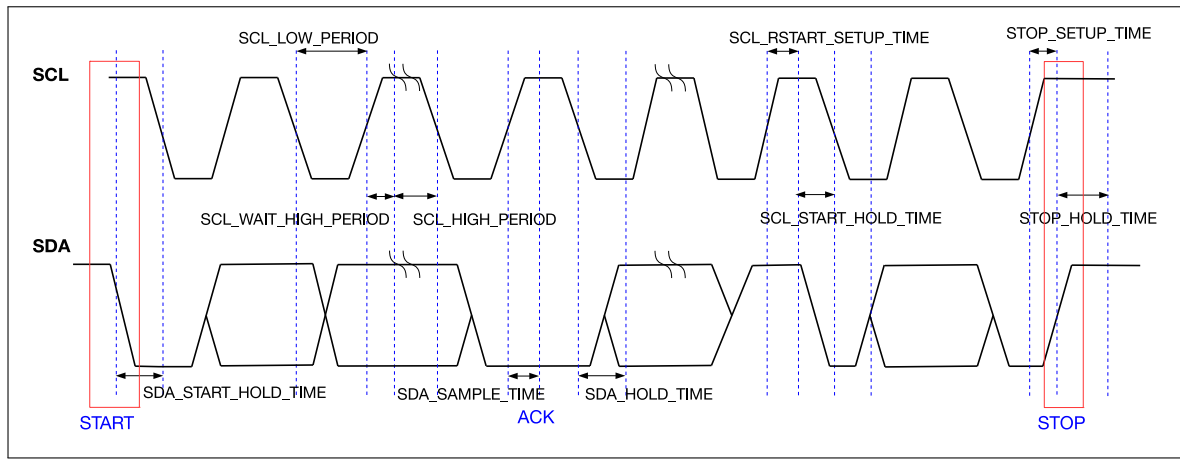 SCL_LOW_PERIOD
SCL_RSTART_SETUP_TIME
STOP_SETUP_TIME
SCL
SCL_WAIT_HIGH_PERIOD
SCL_HIGH_PERIOD
SCL_START_HOLD_TIME
STOP_HOLD_TIME
SDA
SDA_START_HOLD_TIME
SDA_SAMPLE_TIME
SDA_HOLD_TIME
START
ACK
STOP